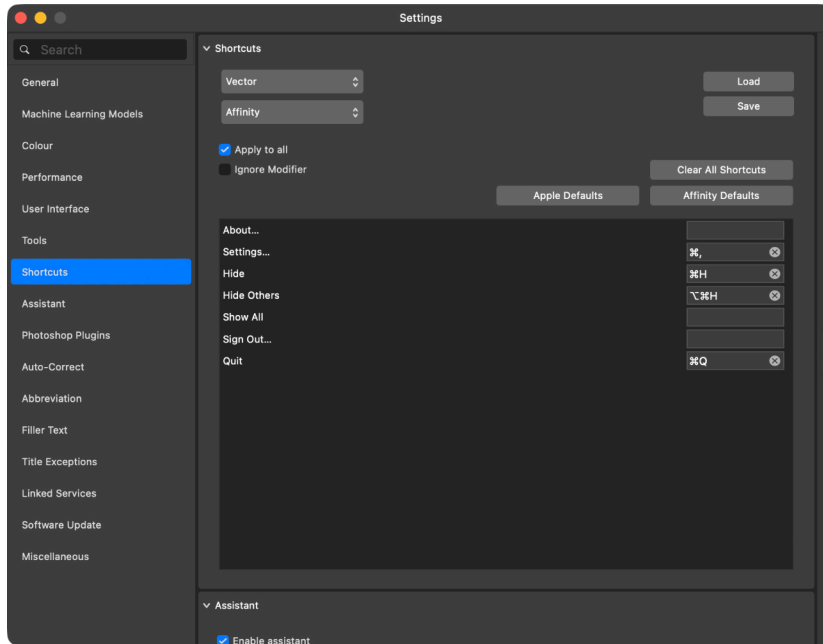 Settings
Search
General
Machine Learning Models
Colour
Performance
User Interface
Tools
Shortcuts
Assistant
Photoshop Plugins
Auto-Correct
Abbreviation
Filler Text
Title Exceptions
Linked Services
Software Update
Miscellaneous
Shortcuts
Vector
Load
Affinity
Save
Apply to all
Ignore Modifier
Clear All Shortcuts
Apple Defaults
Affinity Defaults
About...
Settings... ⌘,
Hide ⌘H
Hide Others ⌥⌘H
Show All
Sign Out...
Quit ⌘Q
Assistant
Enable assistant